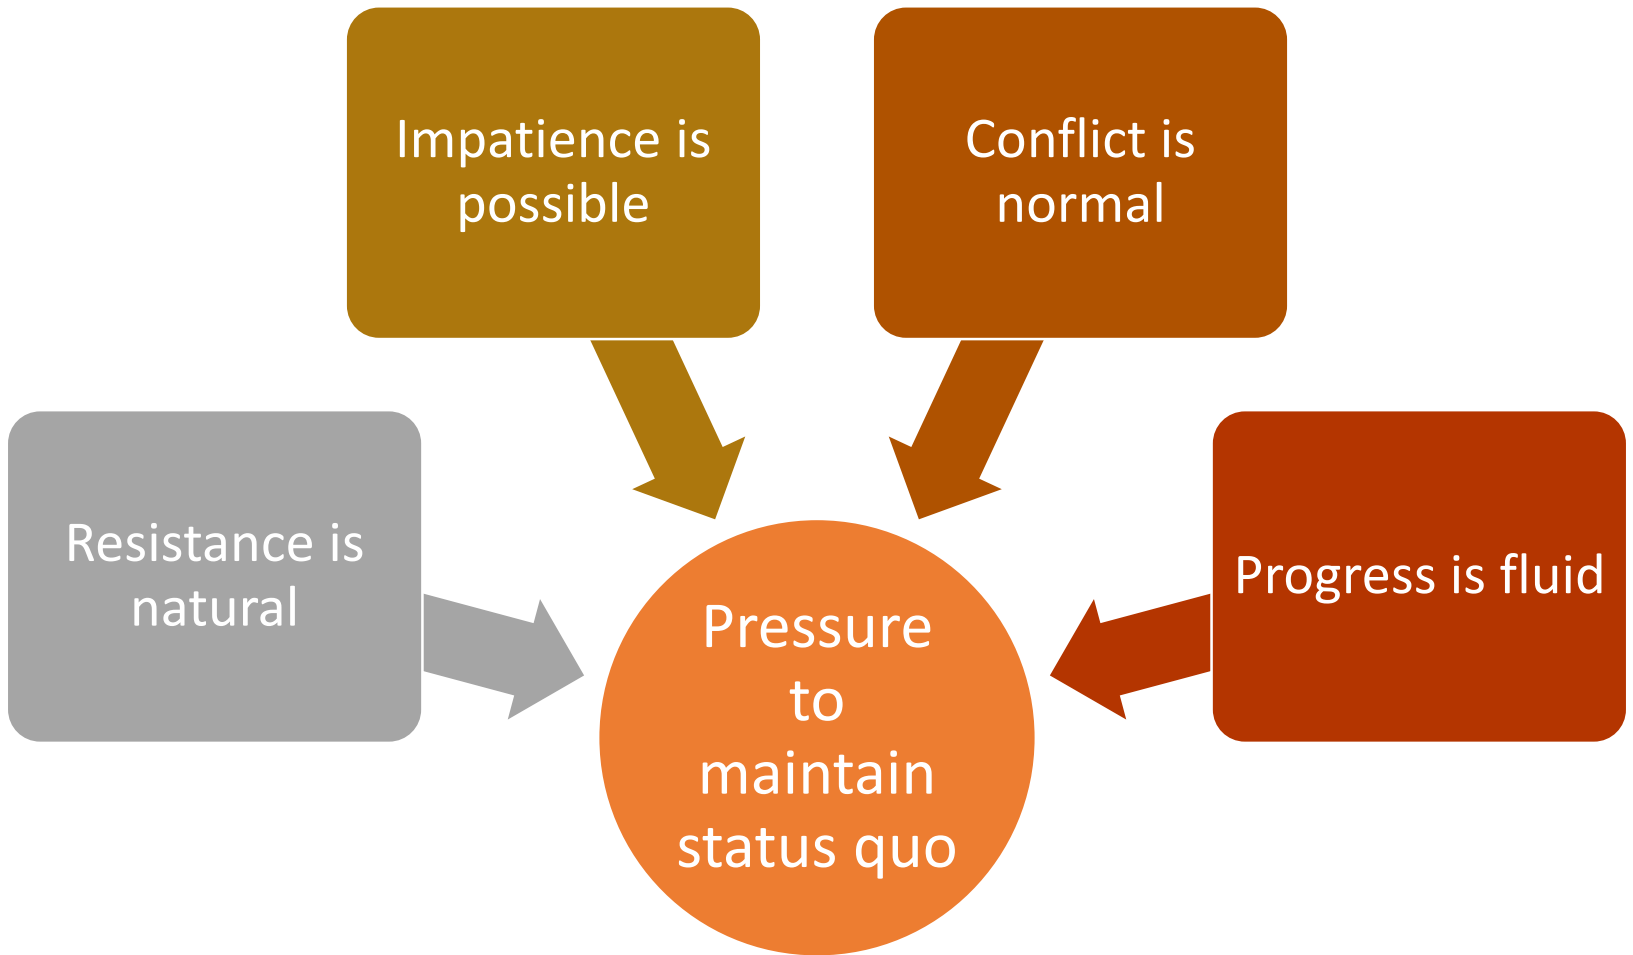 Impatience is
possible
Conflict is
normal
Resistance is
natural
Progress is fluid
Pressure
to
maintain
status quo